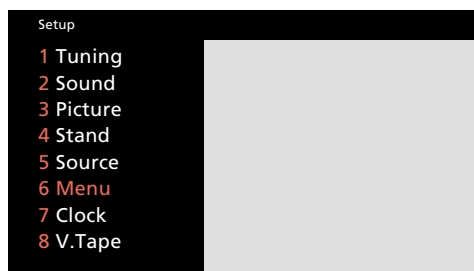 Setup
1 Tuning
2 Sound
3 Picture
4 Stand
5 Source
6 Menu
7 Clock
8 V.Tape